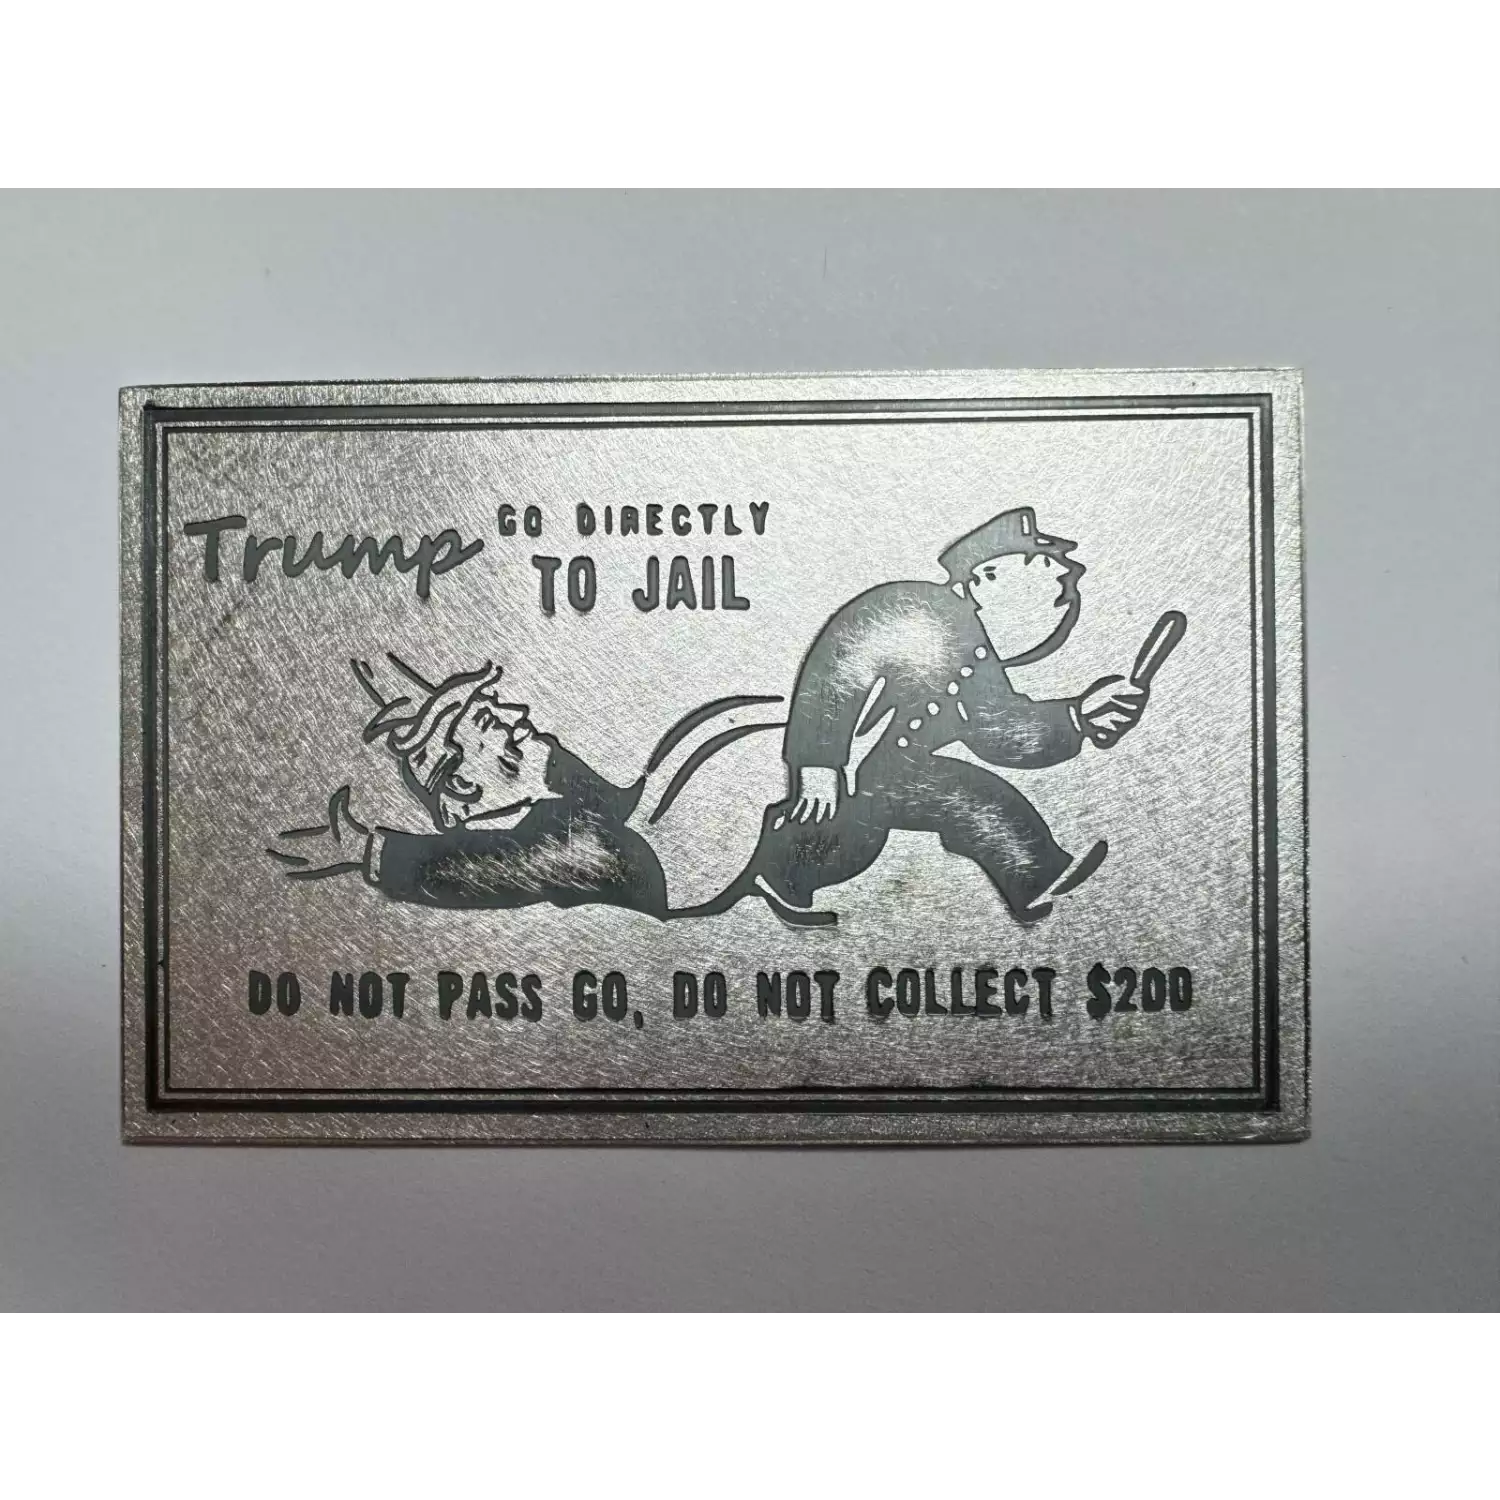 Trump
GO DIRECTLY
TO JAIL
DO NOT PASS GO, DO NOT COLLECT $200